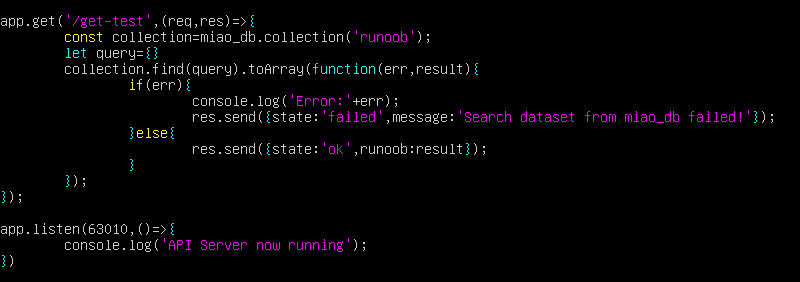 app.get('/get-test',(req,res)=>{
        const collection=miao_db.collection('runoob');
        let query={}
        collection.find(query).toArray(function(err,result){
                if(err){
                        console.log('Error:'+err);
                        res.send({state:'failed',message:'Search dataset from miao_db failed!'});
                }else{
                        res.send({state:'ok',runoob:result});
                }
        });
});

app.listen(63010,()=>{
        console.log('API Server now running');
})